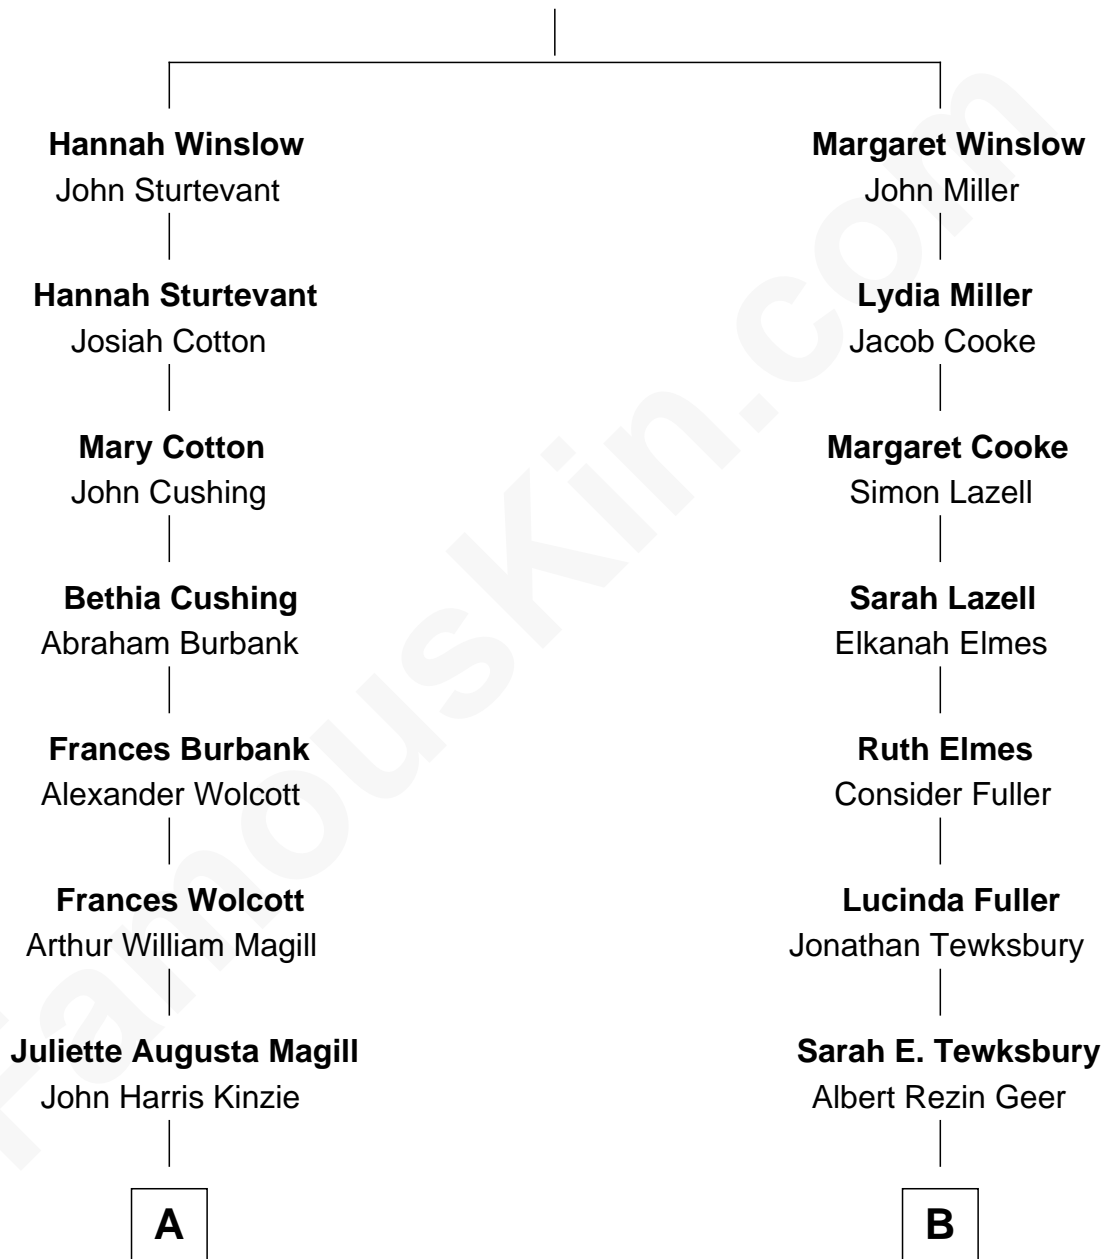 Hannah Winslow
John Sturtevant
Margaret Winslow
John Miller
Hannah Sturtevant
Josiah Cotton
Lydia Miller
Jacob Cooke
Mary Cotton
John Cushing
Margaret Cooke
Simon Lazell
Bethia Cushing
Abraham Burbank
Sarah Lazell
Elkanah Elmes
Frances Burbank
Alexander Wolcott
Ruth Elmes
Consider Fuller
Frances Wolcott
Arthur William Magill
Lucinda Fuller
Jonathan Tewksbury
Juliette Augusta Magill
John Harris Kinzie
Sarah E. Tewksbury
Albert Rezin Geer
A
B
FamousKin.com